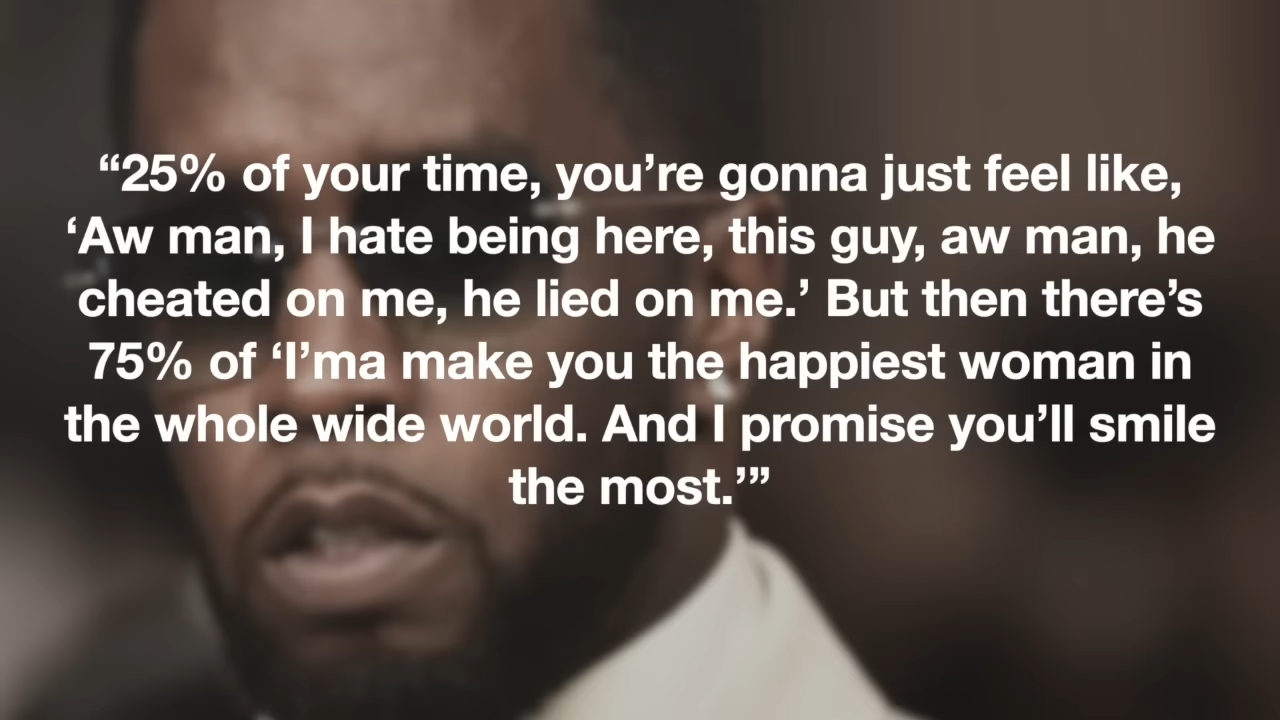 “25% of your time, you’re gonna just feel like,
‘Aw man, I hate being here, this guy, aw man, he
cheated on me, he lied on me.’ But then there’s
75% of ‘I’ma make you the happiest woman in
the whole wide world. And I promise you’ll smile
the most.’”